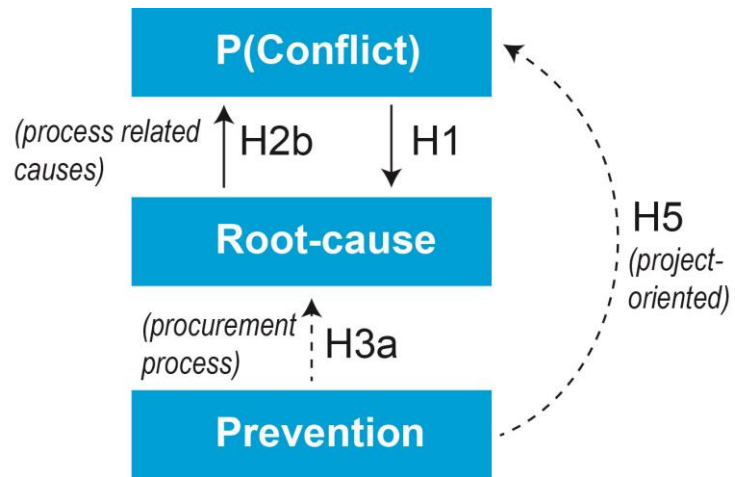 P(Conflict)
(process related
causes)
H2b
H1
Root-cause
H5
(project-
oriented)
(procurement
process)
H3a
Prevention